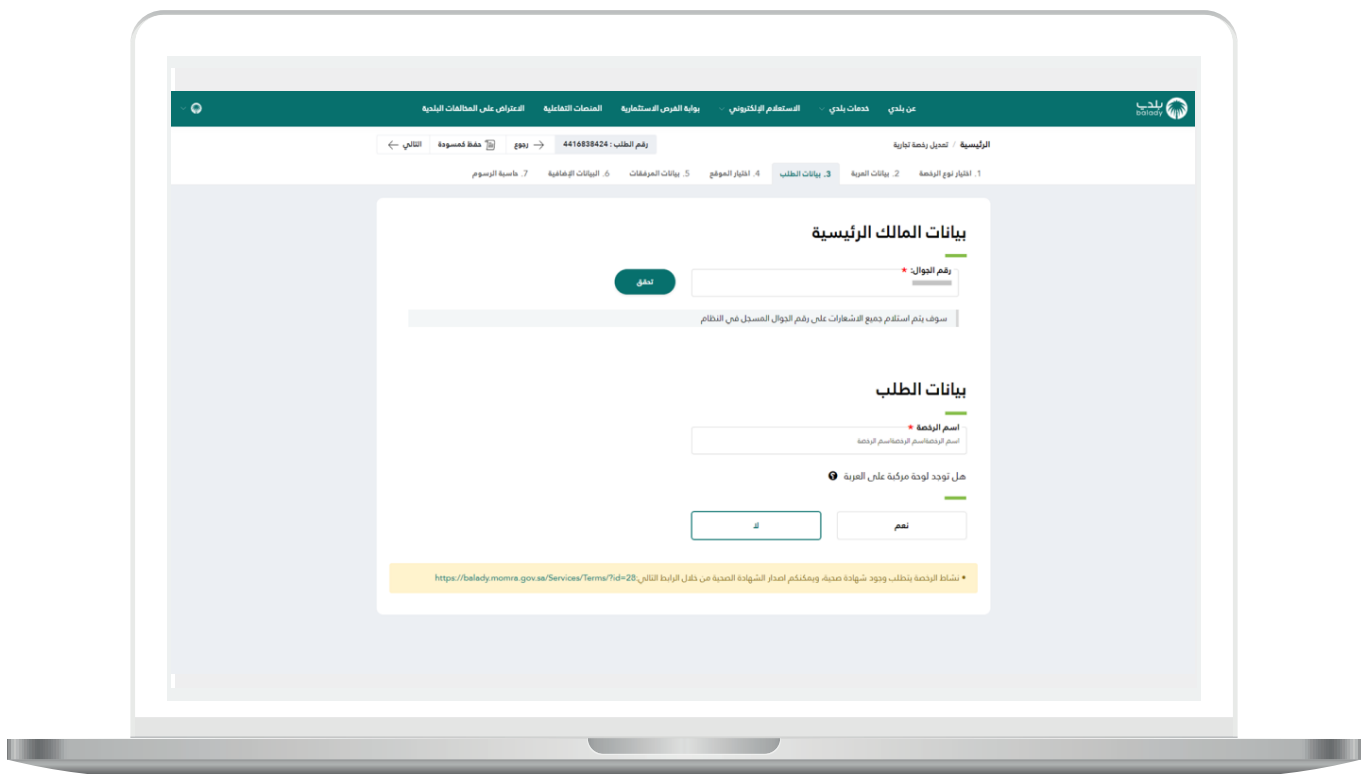 بلدي
balady
عن بلدي
خدمات بلدي
الاستعلام الإلكتروني
بوابة الفرص الاستثمارية
المنصات التفاعلية
الاعتراض على المخالفات البلدية
الرئيسية / تعديل رخصة تجارية
رقم الطلب : 4416838424
رجوع
حفظ كمسودة
التالي
1. اختيار نوع الرخصة
2. بيانات العربة
3. بيانات الطلب
4. اختيار الموقع
5. بيانات المرفقات
6. البيانات الإضافية
7. حاسبة الرسوم
بيانات المالك الرئيسية
رقم الجوال: *
تحقق
سوف يتم استلام جميع الاشعارات على رقم الجوال المسجل في النظام
بيانات الطلب
اسم الرخصة *
اسم الرخصةاسم الرخصةاسم الرخصة
هل توجد لوحة مركبة على العربة
نعم
لا
• نشاط الرخصة يتطلب وجود شهادة صحية، ويمكنكم اصدار الشهادة الصحية من خلال الرابط التالي:https://balady.momra.gov.sa/Services/Terms/?id=28